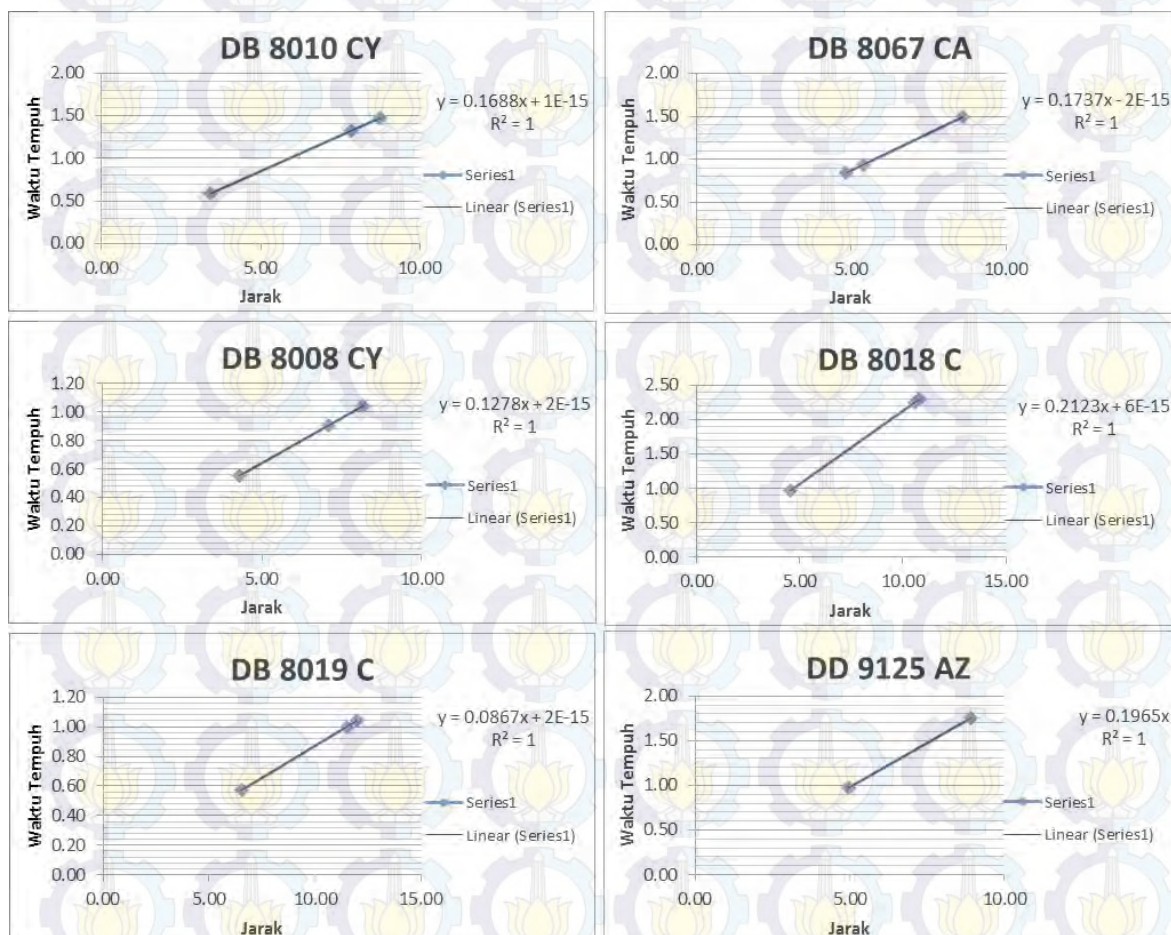 DB 8010 CY
2.00
1.50
1.00
0.50
0.00
Waktu Tempuh
y = 0.1688x + 1E-15
R² = 1
Series1
Linear (Series1)
0.00 5.00 10.00
Jarak
DB 8067 CA
2.00
1.50
1.00
0.50
0.00
Waktu Tempuh
y = 0.1737x - 2E-15
R² = 1
Series1
Linear (Series1)
0.00 5.00 10.00
Jarak
DB 8008 CY
1.20
1.00
0.80
0.60
0.40
0.20
0.00
Waktu Tempuh
y = 0.1278x + 2E-15
R² = 1
Series1
Linear (Series1)
0.00 5.00 10.00
Jarak
DB 8018 C
2.50
2.00
1.50
1.00
0.50
0.00
Waktu Tempuh
y = 0.2123x + 6E-15
R² = 1
Series1
Linear (Series1)
0.00 5.00 10.00 15.00
Jarak
DB 8019 C
1.20
1.00
0.80
0.60
0.40
0.20
0.00
Waktu Tempuh
y = 0.0867x + 2E-15
R² = 1
Series1
Linear (Series1)
0.00 5.00 10.00 15.00
Jarak
DD 9125 AZ
2.00
1.50
1.00
0.50
0.00
Waktu Tempuh
y = 0.1965x
R² = 1
Series1
Linear (Series1)
0.00 5.00 10.00
Jarak